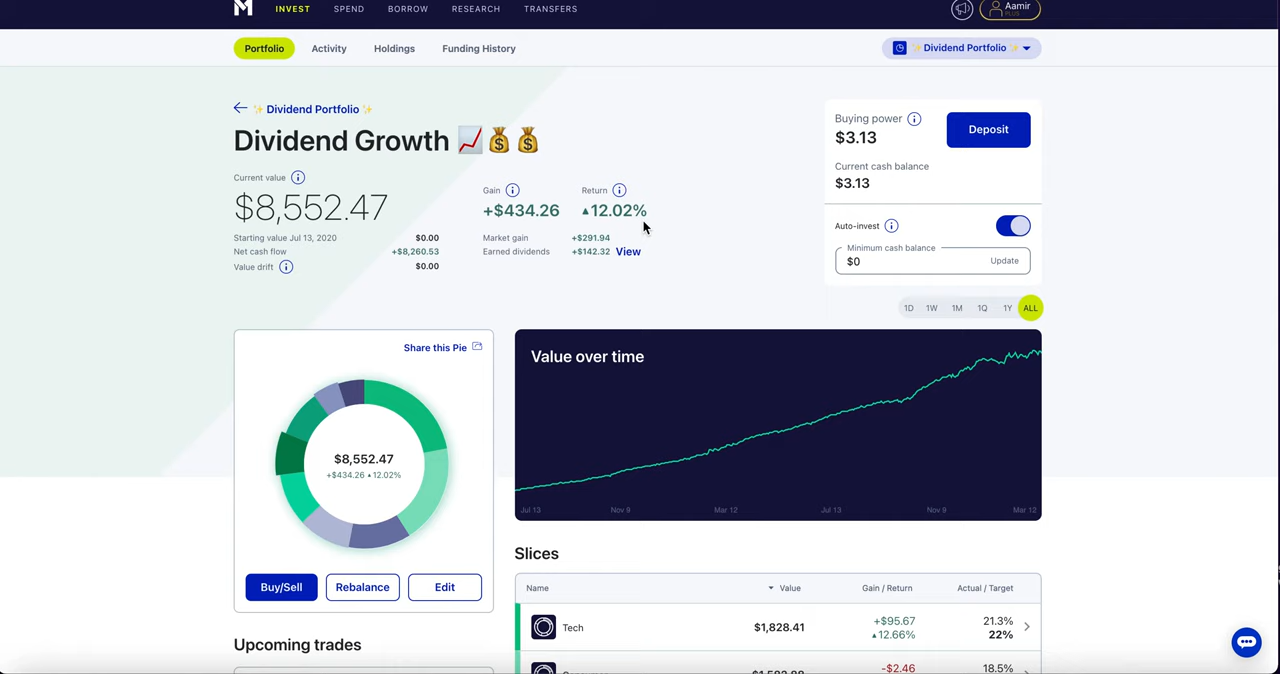 M INVEST SPEND BORROW RESEARCH TRANSFERS Aamir
PLUS
Portfolio Activity Holdings Funding History ✨ Dividend Portfolio ✨
✨ Dividend Portfolio ✨
Dividend Growth 📈💰💰
Current value
$8,552.47
Starting value Jul 13, 2020 $0.00
Net cash flow +$8,260.53
Value drift $0.00
Gain
+$434.26
Return
▲12.02%
Market gain +$291.94
Earned dividends +$142.32 View
Buying power
$3.13
Deposit
Current cash balance
$3.13
Auto-invest
Minimum cash balance
$0 Update
1D 1W 1M 1Q 1Y ALL
Share this Pie
$8,552.47
+$434.26 ▲12.02%
Buy/Sell Rebalance Edit
Upcoming trades
Value over time
Jul 13 Nov 9 Mar 12 Jul 13 Nov 9 Mar 12
Slices
Name Value Gain / Return Actual / Target
Tech $1,828.41 +$95.67 21.3%
▲12.66% 22%
-$2.46 18.5%